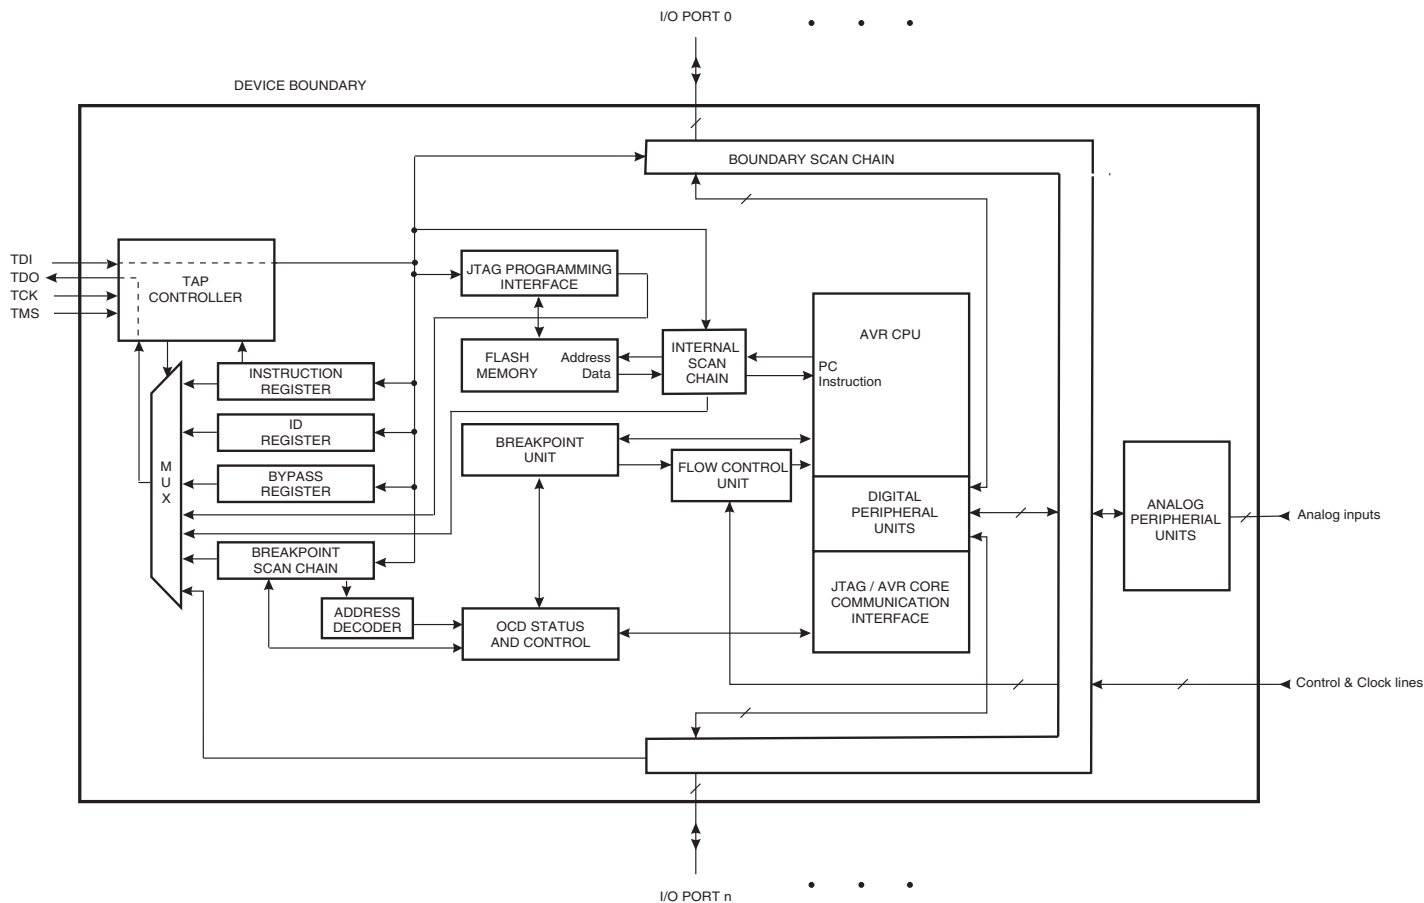 I/O PORT 0
DEVICE BOUNDARY
BOUNDARY SCAN CHAIN
TDI
TDO
TCK
TMS
TAP
CONTROLLER
JTAG PROGRAMMING
INTERFACE
AVR CPU
FLASH
MEMORY
Address
Data
INTERNAL
SCAN
CHAIN
PC
Instruction
INSTRUCTION
REGISTER
ID
REGISTER
M
U
X
BYPASS
REGISTER
BREAKPOINT
UNIT
FLOW CONTROL
UNIT
DIGITAL
PERIPHERAL
UNITS
ANALOG
PERIPHERIAL
UNITS
Analog inputs
BREAKPOINT
SCAN CHAIN
ADDRESS
DECODER
OCD STATUS
AND CONTROL
JTAG / AVR CORE
COMMUNICATION
INTERFACE
Control & Clock lines
I/O PORT n